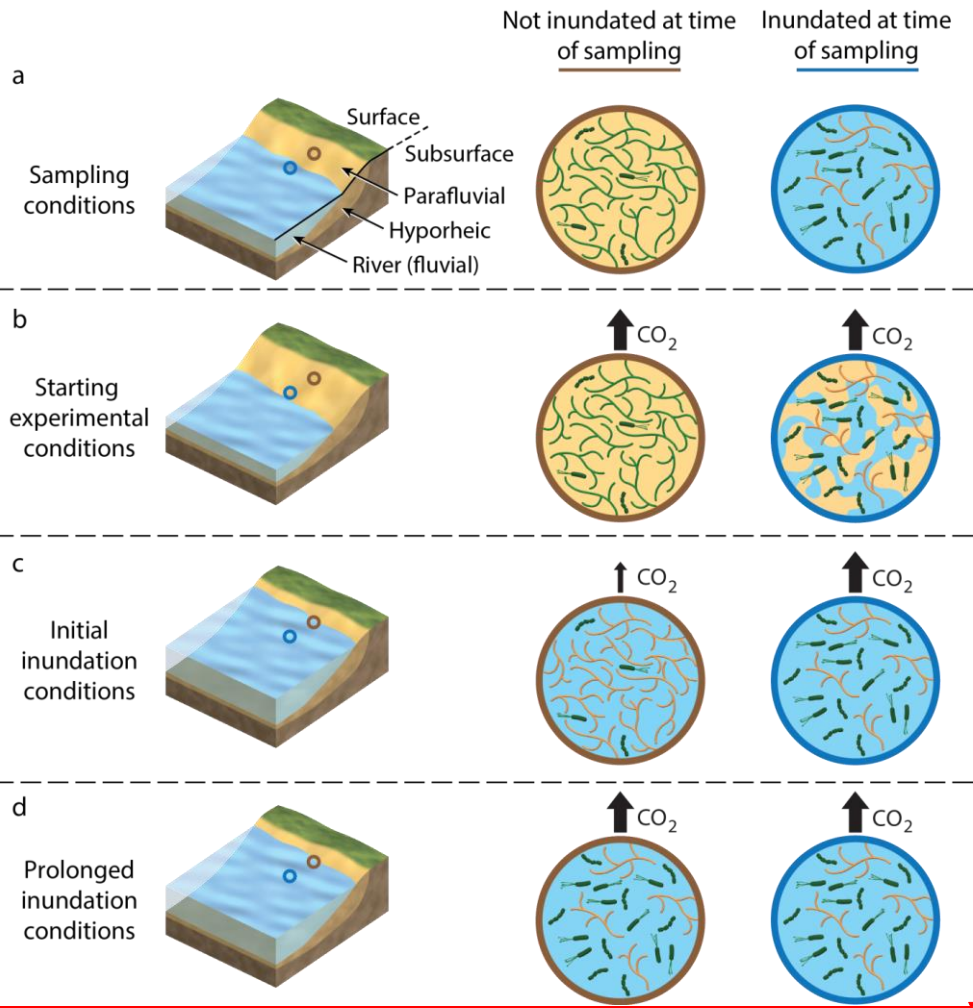 Not inundated at time
of sampling
Inundated at time
of sampling
a
Sampling
conditions
Surface
Subsurface
Parafluvial
Hyporheic
River (fluvial)
b
Starting
experimental
conditions
CO₂
CO₂
c
Initial
inundation
conditions
CO₂
CO₂
d
Prolonged
inundation
conditions
CO₂
CO₂